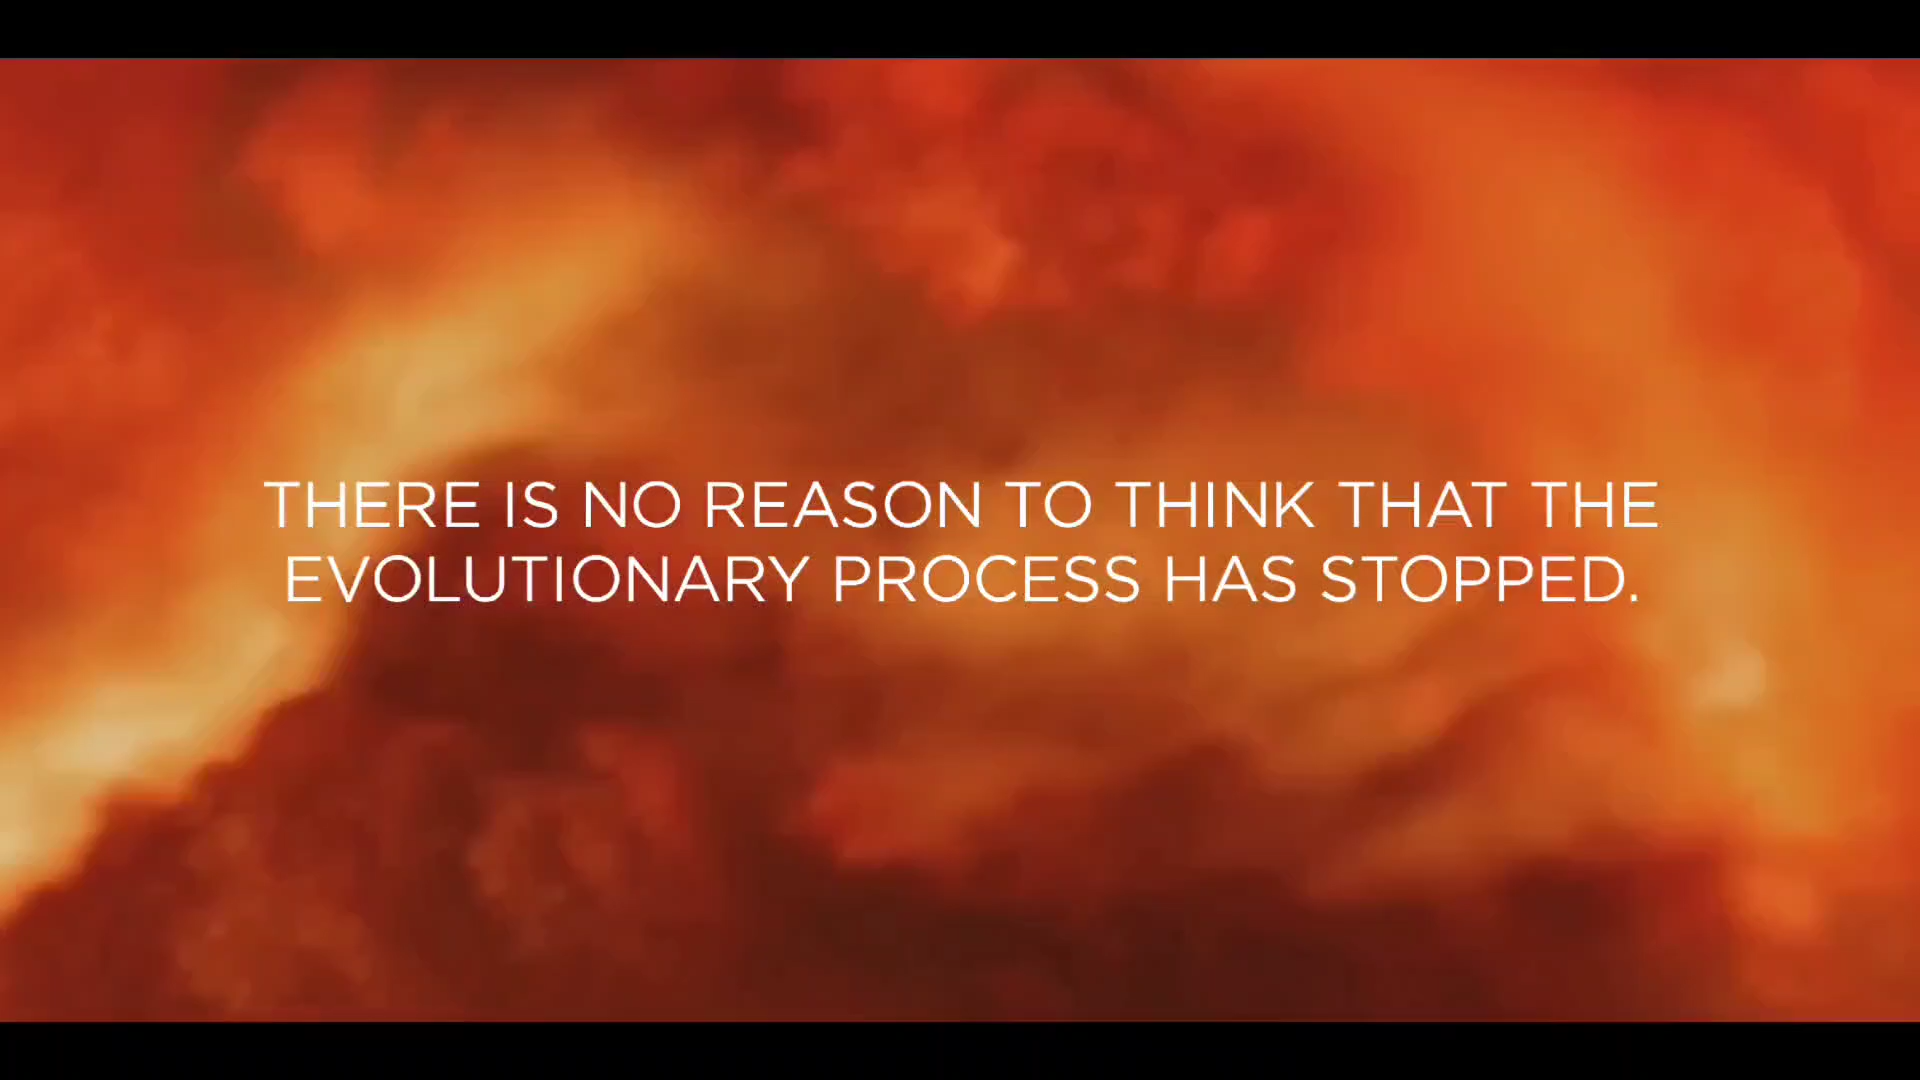 THERE IS NO REASON TO THINK THAT THE
EVOLUTIONARY PROCESS HAS STOPPED.